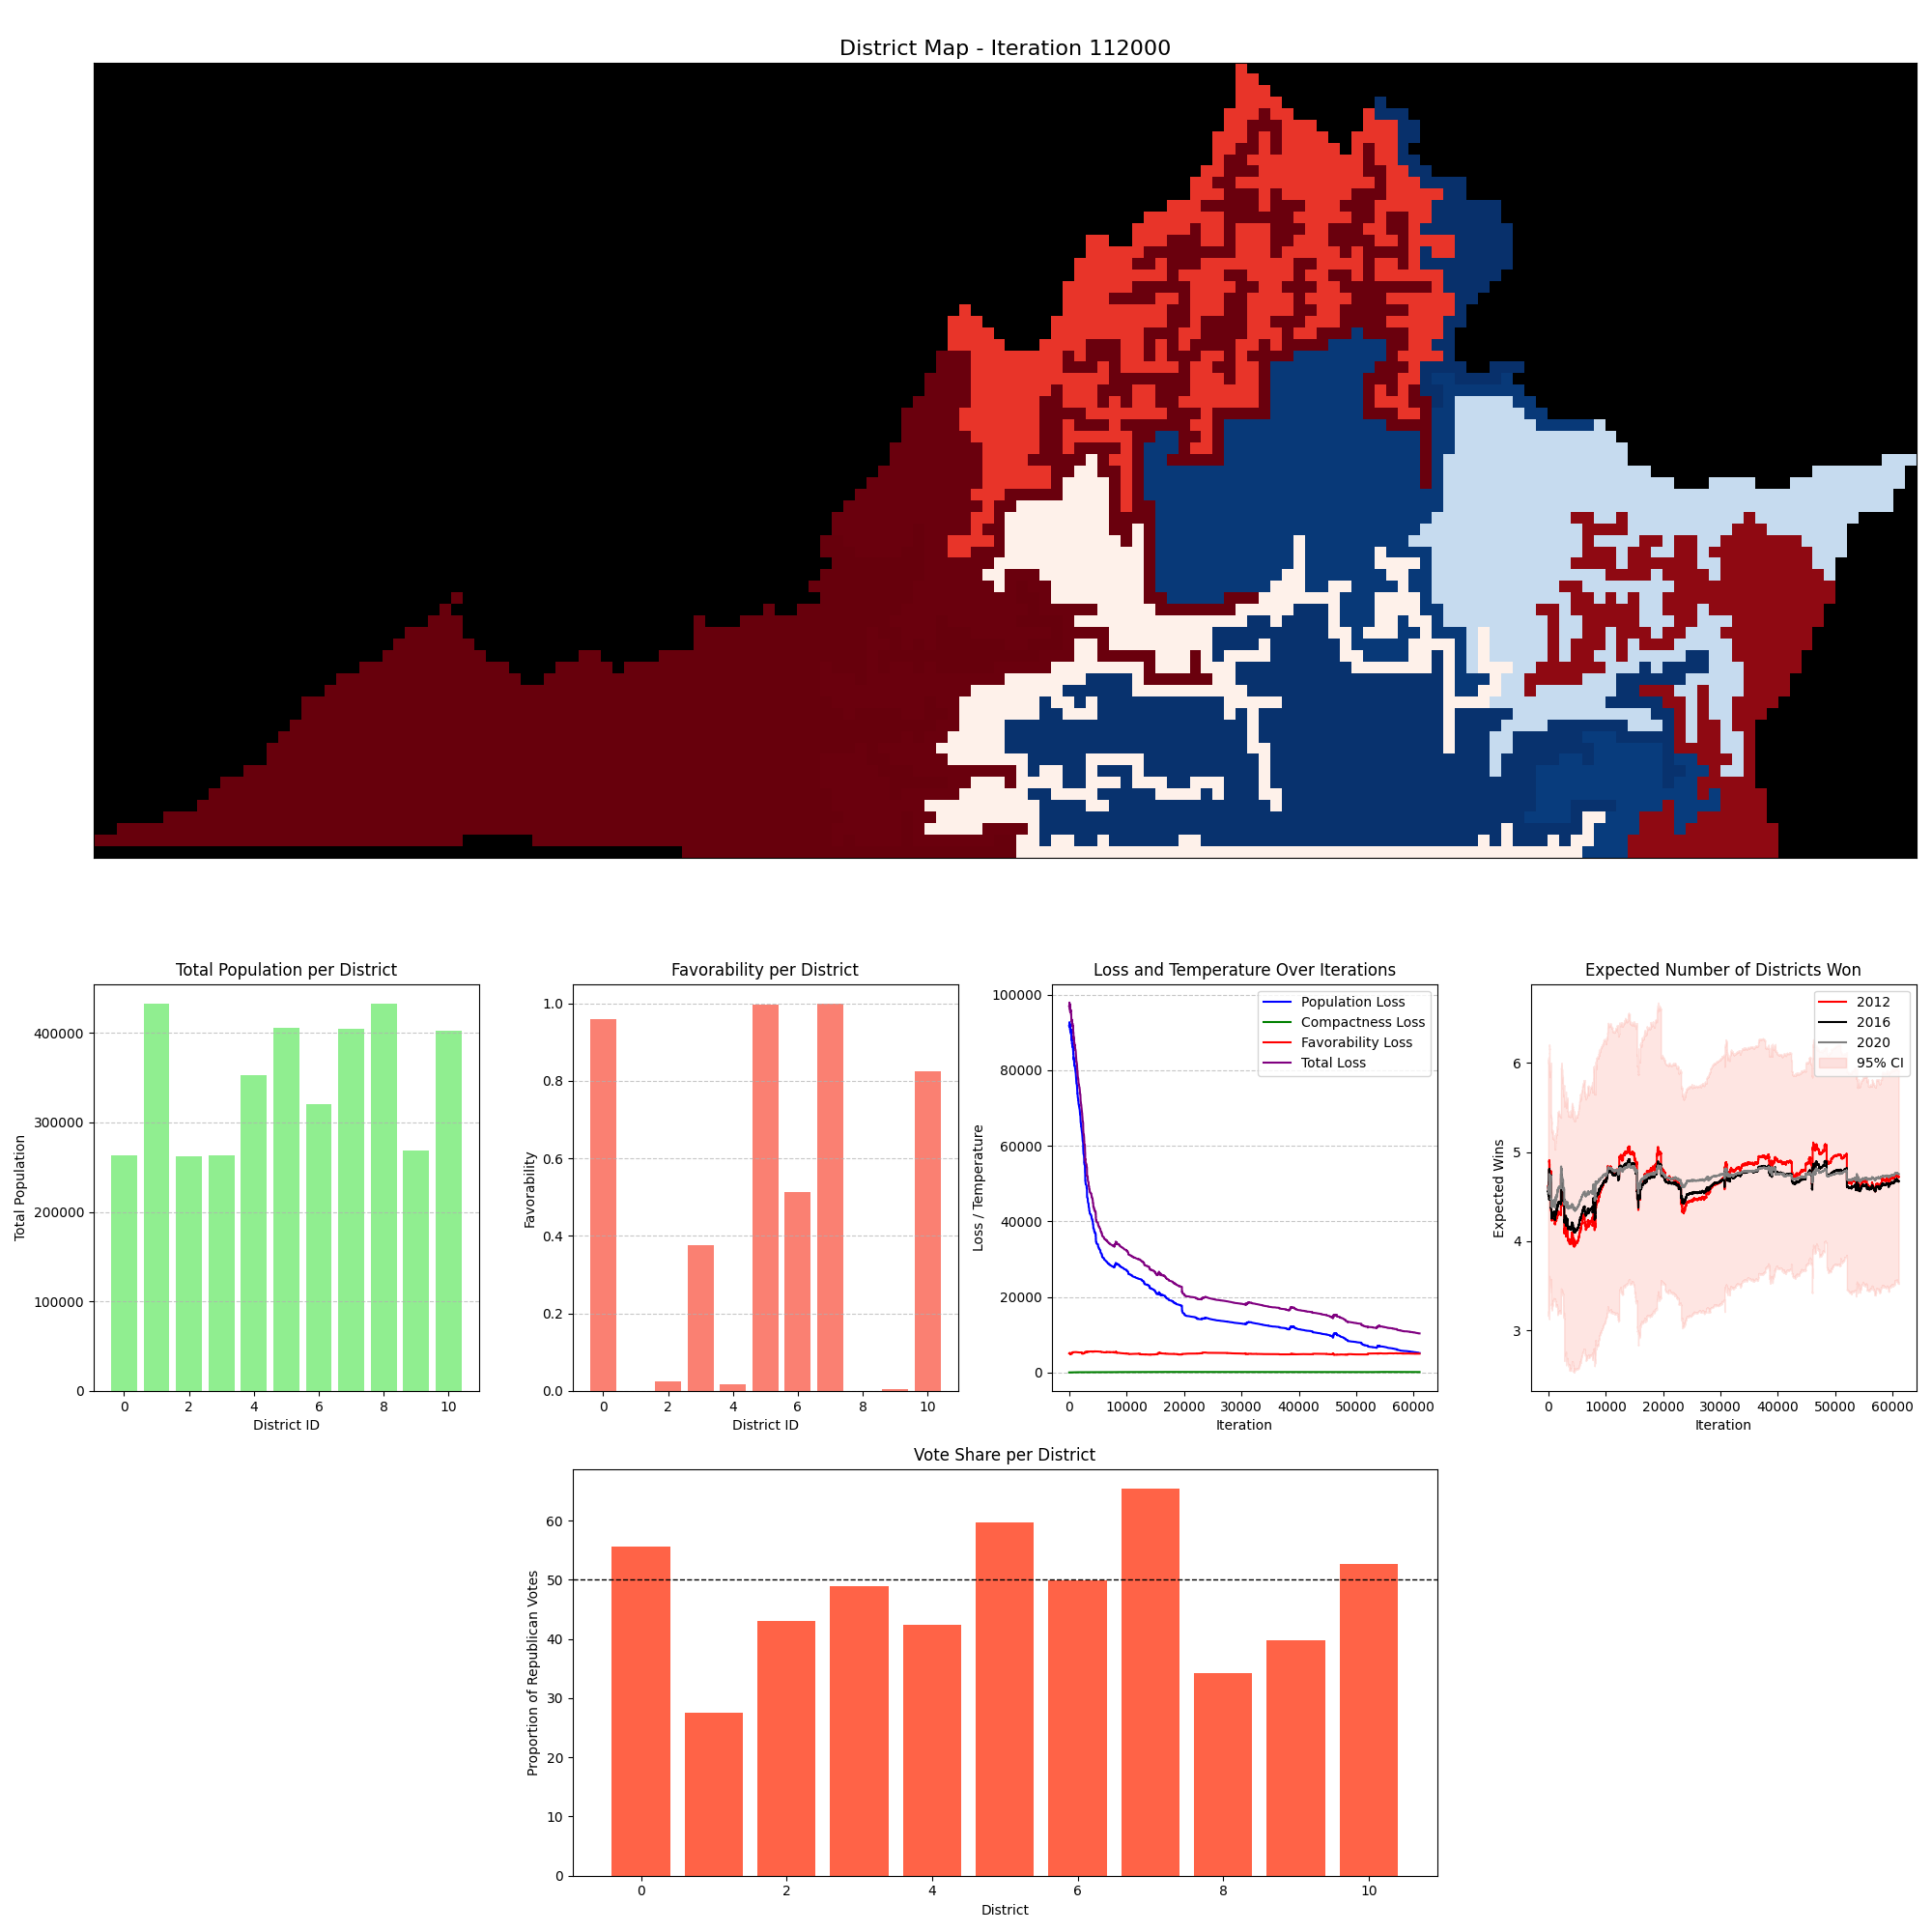 District Map - Iteration 112000
Total Population per District
Total Population
400000
300000
200000
100000
0
0 2 4 6 8 10
District ID
Favorability per District
Favorability
1.0
0.8
0.6
0.4
0.2
0.0
0 2 4 6 8 10
District ID
Loss and Temperature Over Iterations
Loss / Temperature
100000
80000
60000
40000
20000
0
Population Loss
Compactness Loss
Favorability Loss
Total Loss
0 10000 20000 30000 40000 50000 60000
Iteration
Expected Number of Districts Won
Expected Wins
6
5
4
3
2012
2016
2020
95% CI
0 10000 20000 30000 40000 50000 60000
Iteration
Vote Share per District
Proportion of Republican Votes
60
50
40
30
20
10
0
0 2 4 6 8 10
District